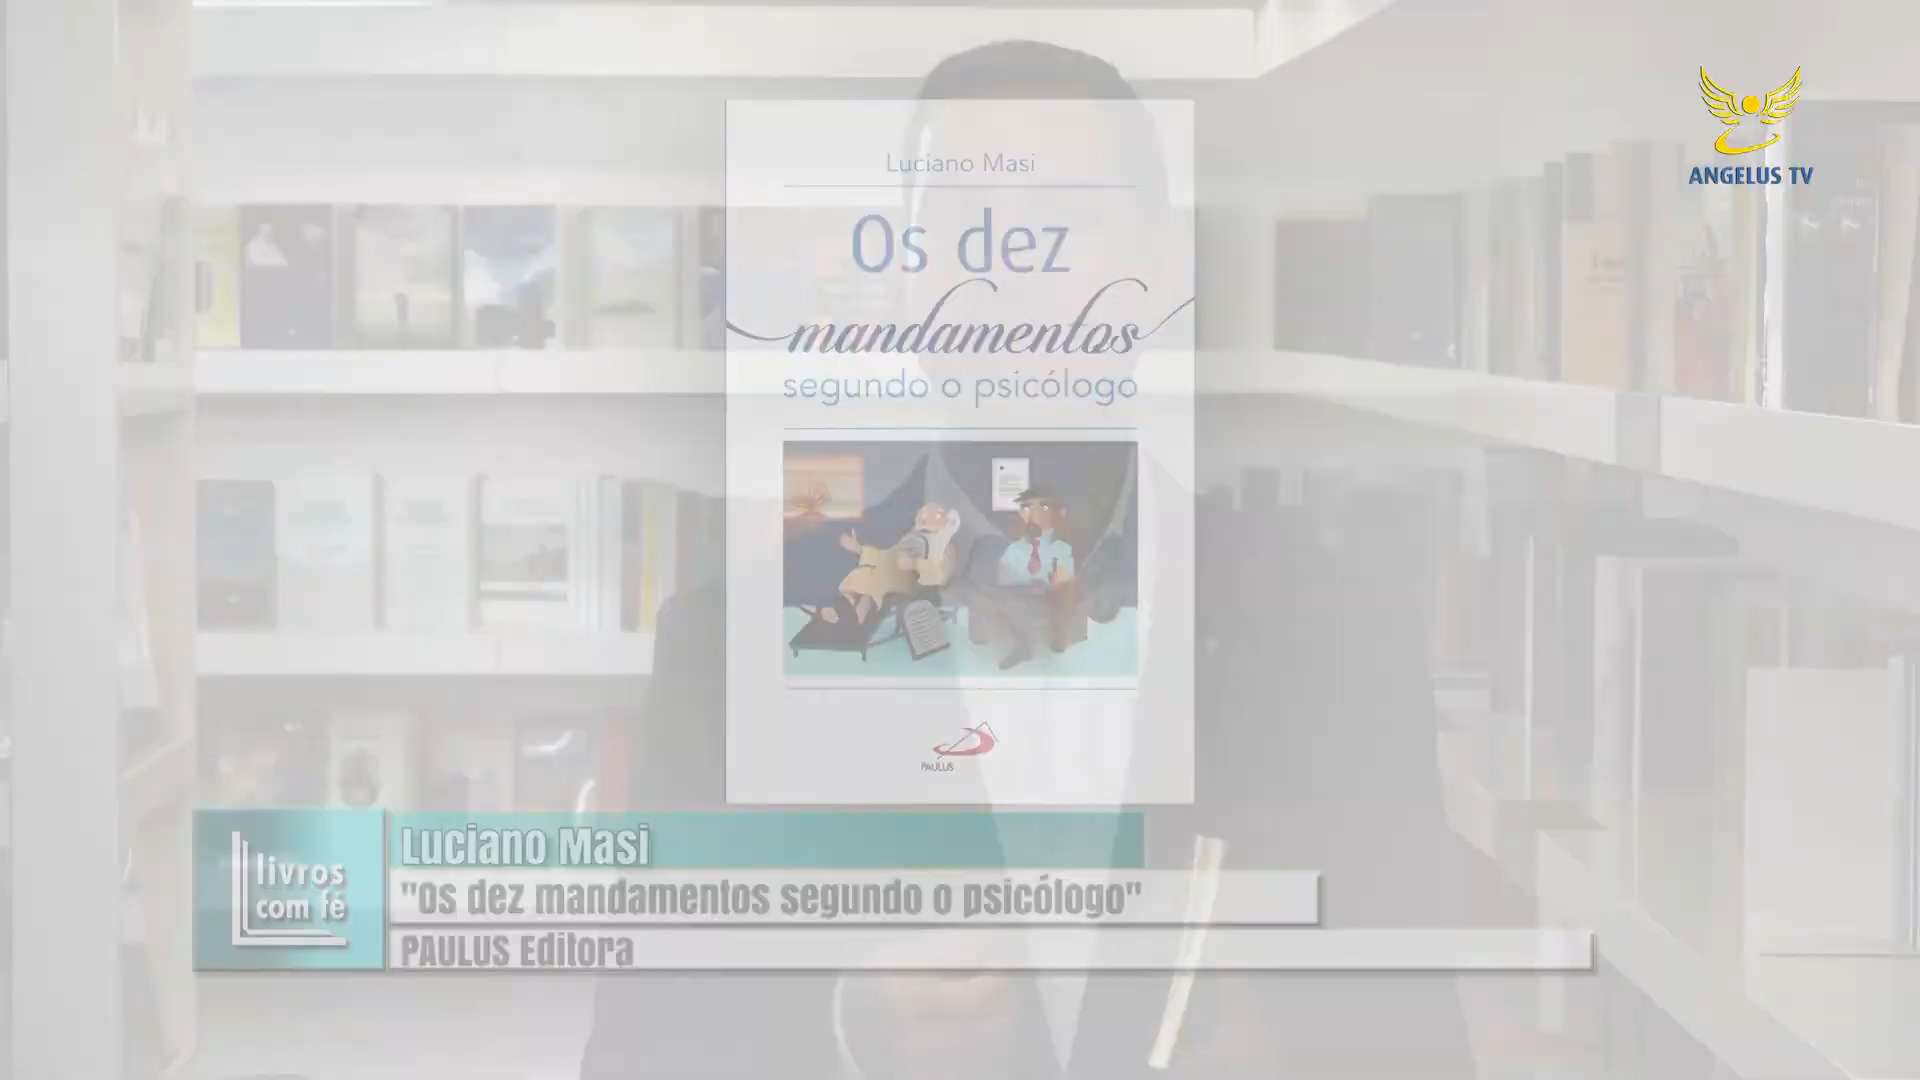 ANGELUS TV
Luciano Masi
Os dez
mandamentos
segundo o psicólogo
PAULUS
livros
com fé
Luciano Masi
"Os dez mandamentos segundo o psicólogo"
PAULUS Editora